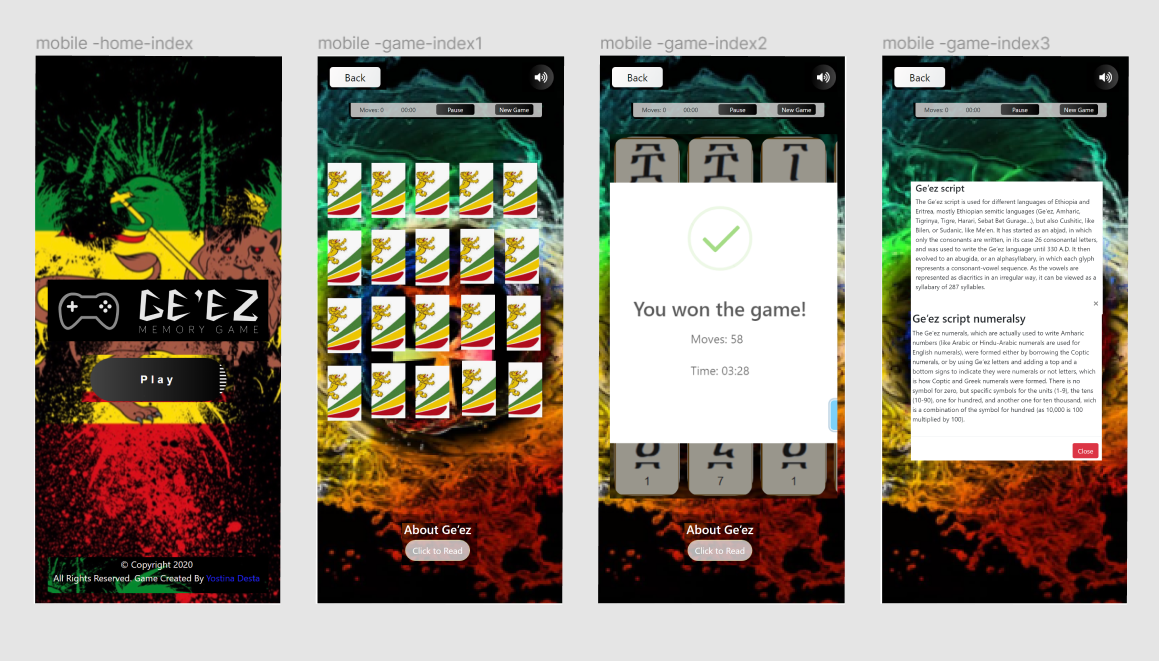 mobile -home-index
GE'EZ
MEMORY GAME
Play
© Copyright 2020
All Rights Reserved. Game Created By Yostina Desta
mobile -game-index1
Back
Moves: 0 00:00 Pause New Game
About Ge'ez
Click to Read
mobile -game-index2
Back
Moves: 0 00:00 Pause New Game
You won the game!
Moves: 58
Time: 03:28
1 7 1
About Ge'ez
Click to Read
mobile -game-index3
Back
Moves: 0 00:00 Pause New Game
Ge'ez script
The Ge'ez script is used for different languages of Ethiopia and
Eritrea, mostly Ethiopian semitic languages (Ge'ez, Amharic,
Tigrinya, Tigre, Harari, Sebat Bet Gurage...), but also Cushitic, like
Bilen, or Sudanic, like Me'en. It has started as an abjad, in which
only the consonants are written, in its case 26 consonantal letters,
and was used to write the Ge'ez language until 330 A.D. It then
evolved to an abugida, or an alphasyllabary, in which each glyph
represents a consonant-vowel sequence. As the vowels are
represented as diacritics in an irregular way, it can be viewed as a
syllabary of 287 syllables.
×
Ge'ez script numeralsy
The Ge'ez numerals, which are actually used to write Amharic
numbers (like Arabic or Hindu-Arabic numerals are used for
English numerals), were formed either by borrowing the Coptic
numerals, or by using Ge'ez letters and adding a top and a
bottom signs to indicate they were numerals or not letters, which
is how Coptic and Greek numerals were formed. There is no
symbol for zero, but specific symbols for the units (1-9), the tens
(10-90), one for hundred, and another one for ten thousand, wich
is a combination of the symbol for hundred (as 10,000 is 100
multiplied by 100).
Close